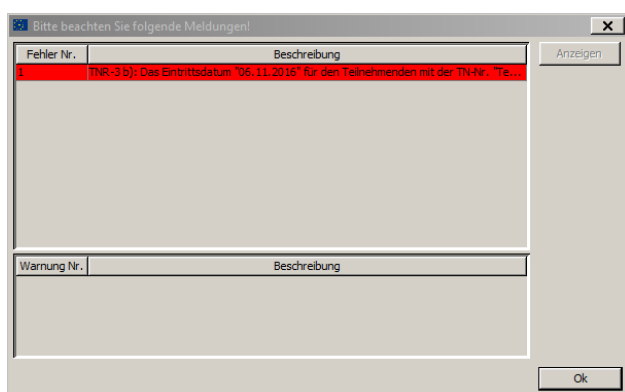 Bitte beachten Sie folgende Meldungen!
Fehler Nr. Beschreibung Anzeigen
1 TNR-3 b): Das Eintrittsdatum "06.11.2016" für den Teilnehmenden mit der TN-Nr. "Te...
Warnung Nr. Beschreibung
Ok